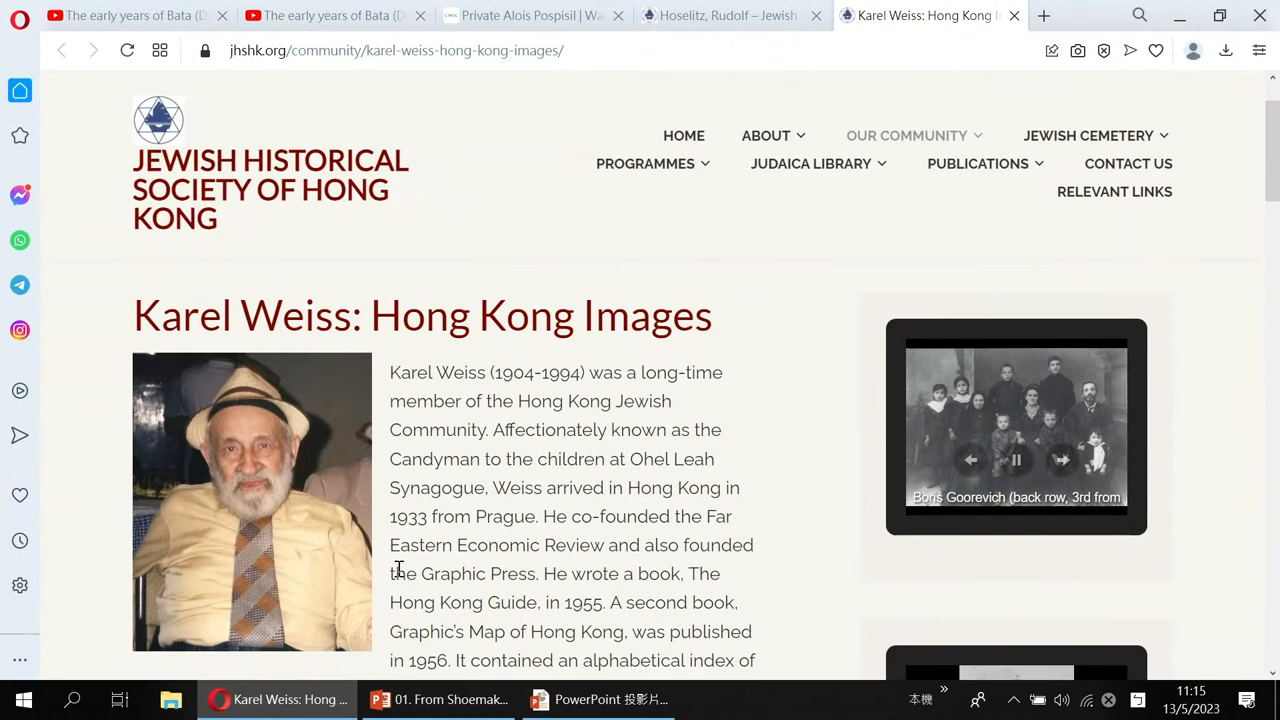 The early years of Bata (D
The early years of Bata (D
Private Alois Pospisil | Wa
Hoselitz, Rudolf – Jewish
Karel Weiss: Hong Kong I
jhshk.org/community/karel-weiss-hong-kong-images/
JEWISH HISTORICAL
SOCIETY OF HONG
KONG
HOME ABOUT OUR COMMUNITY JEWISH CEMETERY
PROGRAMMES JUDAICA LIBRARY PUBLICATIONS CONTACT US
RELEVANT LINKS
Karel Weiss: Hong Kong Images
Karel Weiss (1904-1994) was a long-time
member of the Hong Kong Jewish
Community. Affectionately known as the
Candyman to the children at Ohel Leah
Synagogue, Weiss arrived in Hong Kong in
1933 from Prague. He co-founded the Far
Eastern Economic Review and also founded
the Graphic Press. He wrote a book, The
Hong Kong Guide, in 1955. A second book,
Graphic's Map of Hong Kong, was published
in 1956. It contained an alphabetical index of
Boris Goorevich (back row, 3rd from
Karel Weiss: Hong ...
01. From Shoemak...
PowerPoint 投影片...
本機
11:15
13/5/2023